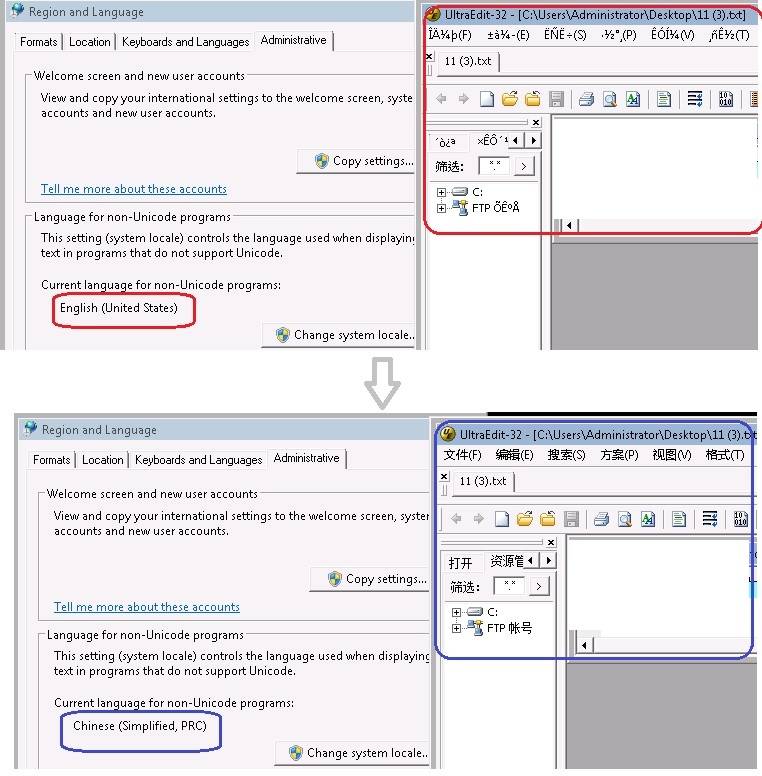 Region and Language
Formats Location Keyboards and Languages Administrative
Welcome screen and new user accounts
View and copy your international settings to the welcome screen, syste
accounts and new user accounts.
Copy settings...
Tell me more about these accounts
Language for non-Unicode programs
This setting (system locale) controls the language used when displaying
text in programs that do not support Unicode.
Current language for non-Unicode programs:
English (United States)
Change system locale..
UltraEdit-32 - [C:\Users\Administrator\Desktop\11 (3).txt]
ÎÄ¼þ(F) ±à¼­(E) ËÑË÷(S) ·½°¸(P) ÊÓÍ¼(V) ¸ñÊ½(T)
11 (3).txt
´ò¿ª ×ÊÔ´¹
筛选: *.* >
C:
FTP ÕÊºÅ
Region and Language
Formats Location Keyboards and Languages Administrative
Welcome screen and new user accounts
View and copy your international settings to the welcome screen, syster
accounts and new user accounts.
Copy settings...
Tell me more about these accounts
Language for non-Unicode programs
This setting (system locale) controls the language used when displaying
text in programs that do not support Unicode.
Current language for non-Unicode programs:
Chinese (Simplified, PRC)
Change system locale..
UltraEdit-32 - [C:\Users\Administrator\Desktop\11 (3).txt
文件(F) 编辑(E) 搜索(S) 方案(P) 视图(V) 格式(T)
11 (3).txt
打开 资源管
筛选: *.* >
C:
FTP 帐号